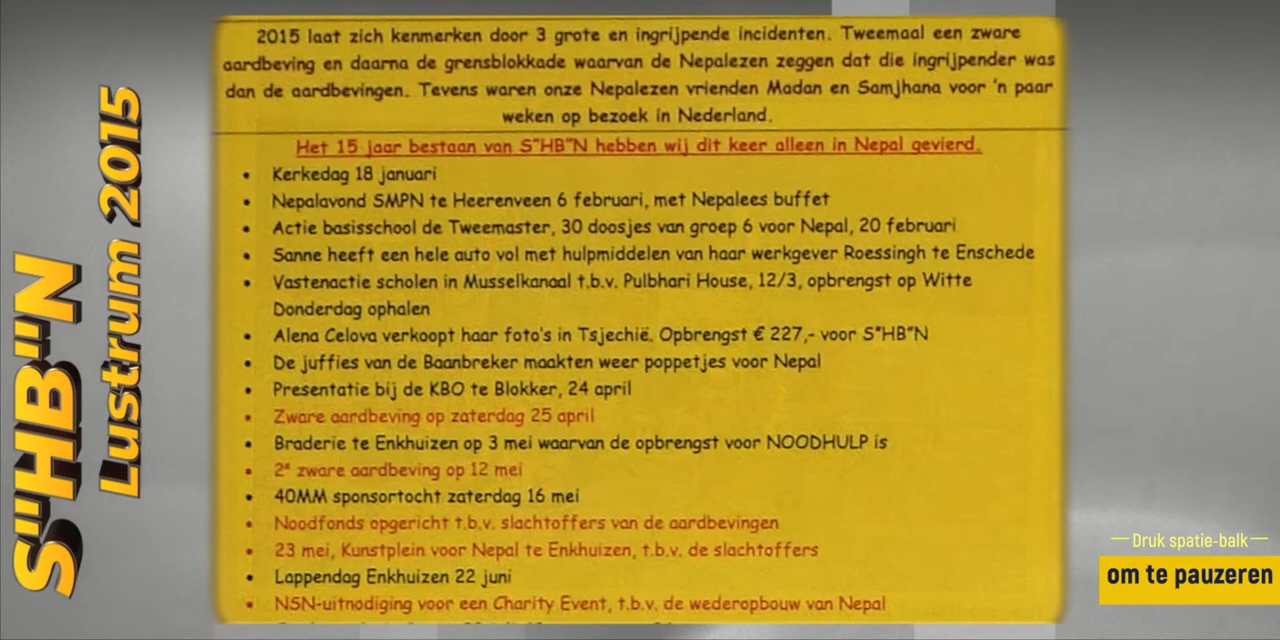 S"HB"N
Lustrum 2015
2015 laat zich kenmerken door 3 grote en ingrijpende incidenten. Tweemaal een zware
aardbeving en daarna de grensblokkade waarvan de Nepalezen zeggen dat die ingrijpender was
dan de aardbevingen. Tevens waren onze Nepalezen vrienden Madan en Samjhana voor 'n paar
weken op bezoek in Nederland.
Het 15 jaar bestaan van S"HB"N hebben wij dit keer alleen in Nepal gevierd.
• Kerkedag 18 januari
• Nepalavond SMPN te Heerenveen 6 februari, met Nepalees buffet
• Actie basisschool de Tweemaster, 30 doosjes van groep 6 voor Nepal, 20 februari
• Sanne heeft een hele auto vol met hulpmiddelen van haar werkgever Roessingh te Enschede
• Vastenactie scholen in Musselkanaal t.b.v. Pulbhari House, 12/3, opbrengst op Witte
Donderdag ophalen
• Alena Celova verkoopt haar foto's in Tsjechië. Opbrengst € 227,- voor S"HB"N
• De juffies van de Baanbreker maakten weer poppetjes voor Nepal
• Presentatie bij de KBO te Blokker, 24 april
• Zware aardbeving op zaterdag 25 april
• Braderie te Enkhuizen op 3 mei waarvan de opbrengst voor NOODHULP is
• 2e zware aardbeving op 12 mei
• 40MM sponsortocht zaterdag 16 mei
• Noodfonds opgericht t.b.v. slachtoffers van de aardbevingen
• 23 mei, Kunstplein voor Nepal te Enkhuizen, t.b.v. de slachtoffers
• Lappendag Enkhuizen 22 juni
• NSN-uitnodiging voor een Charity Event, t.b.v. de wederopbouw van Nepal
Druk spatie-balk
om te pauzeren